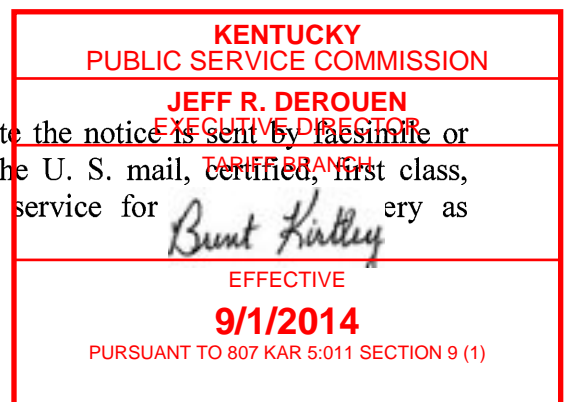 KENTUCKY
PUBLIC SERVICE COMMISSION
JEFF R. DEROUEN
EXECUTIVE DIRECTOR
te the notice is sent by facsimile or
TARIFF BRANCH
he U. S. mail, certified, first class,
service for ery as
Bunt Kirtley
EFFECTIVE
9/1/2014
PURSUANT TO 807 KAR 5:011 SECTION 9 (1)